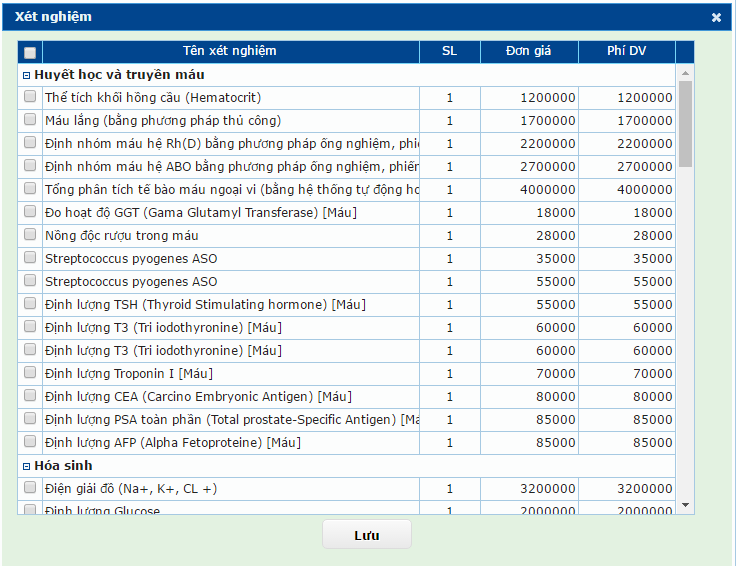 Xét nghiệm
Tên xét nghiệm SL Đơn giá Phí DV
Huyết học và truyền máu
Thể tích khối hồng cầu (Hematocrit) 1 1200000 1200000
Máu lắng (bằng phương pháp thủ công) 1 1700000 1700000
Định nhóm máu hệ Rh(D) bằng phương pháp ống nghiệm, phiế 1 2200000 2200000
Định nhóm máu hệ ABO bằng phương pháp ống nghiệm, phiến 1 2700000 2700000
Tổng phân tích tế bào máu ngoại vi (bằng hệ thống tự động ho 1 4000000 4000000
Đo hoạt độ GGT (Gama Glutamyl Transferase) [Máu] 1 18000 18000
Nồng độc rượu trong máu 1 28000 28000
Streptococcus pyogenes ASO 1 35000 35000
Streptococcus pyogenes ASO 1 55000 55000
Định lượng TSH (Thyroid Stimulating hormone) [Máu] 1 55000 55000
Định lượng T3 (Tri iodothyronine) [Máu] 1 60000 60000
Định lượng T3 (Tri iodothyronine) [Máu] 1 60000 60000
Định lượng Troponin I [Máu] 1 70000 70000
Định lượng CEA (Carcino Embryonic Antigen) [Máu] 1 80000 80000
Định lượng PSA toàn phần (Total prostate-Specific Antigen) [Má 1 85000 85000
Định lượng AFP (Alpha Fetoproteine) [Máu] 1 85000 85000
Hóa sinh
Điện giải đồ (Na+, K+, CL +) 1 3200000 3200000
Định lượng Glucose 1 2000000 2000000
Lưu